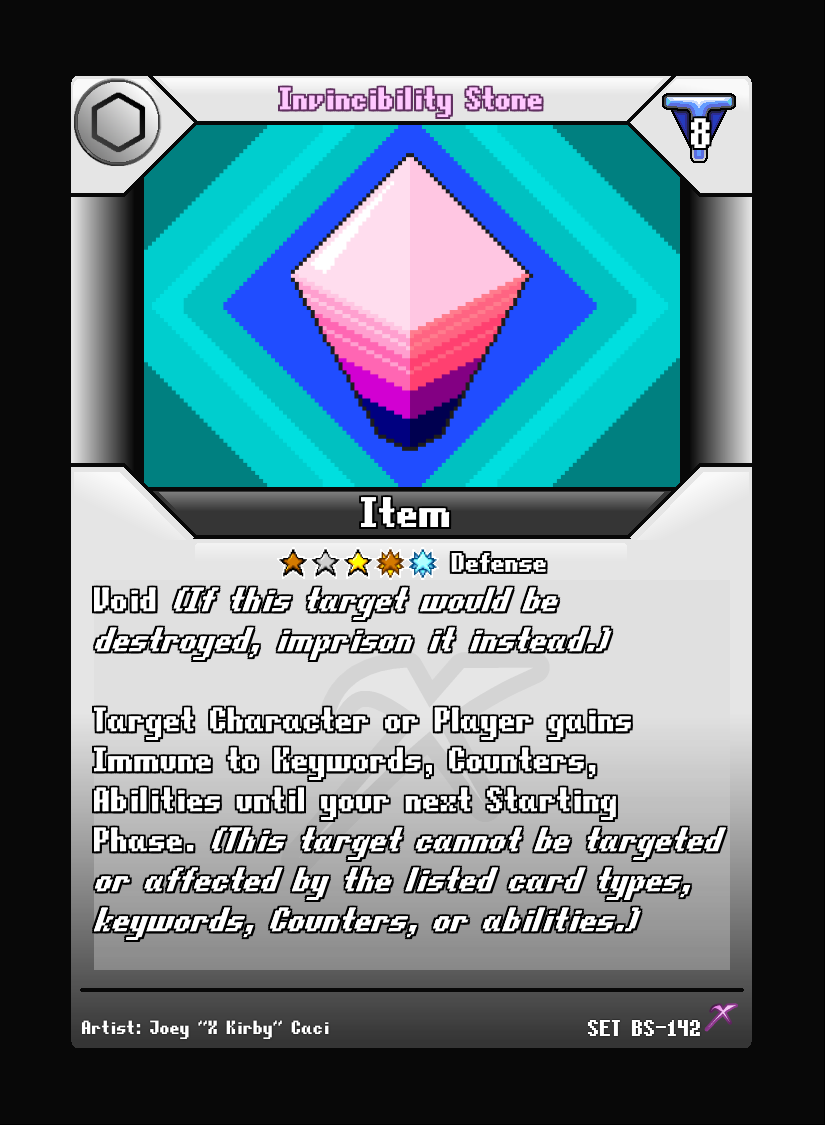 Invincibility Stone
8
Item
Defense
Void (If this target would be
destroyed, imprison it instead.)
Target Character or Player gains
Immune to Keywords, Counters,
Abilities until your next Starting
Phase. (This target cannot be targeted
or affected by the listed card types,
keywords, Counters, or abilities.)
Artist: Joey "X Kirby" Caci
SET BS-142